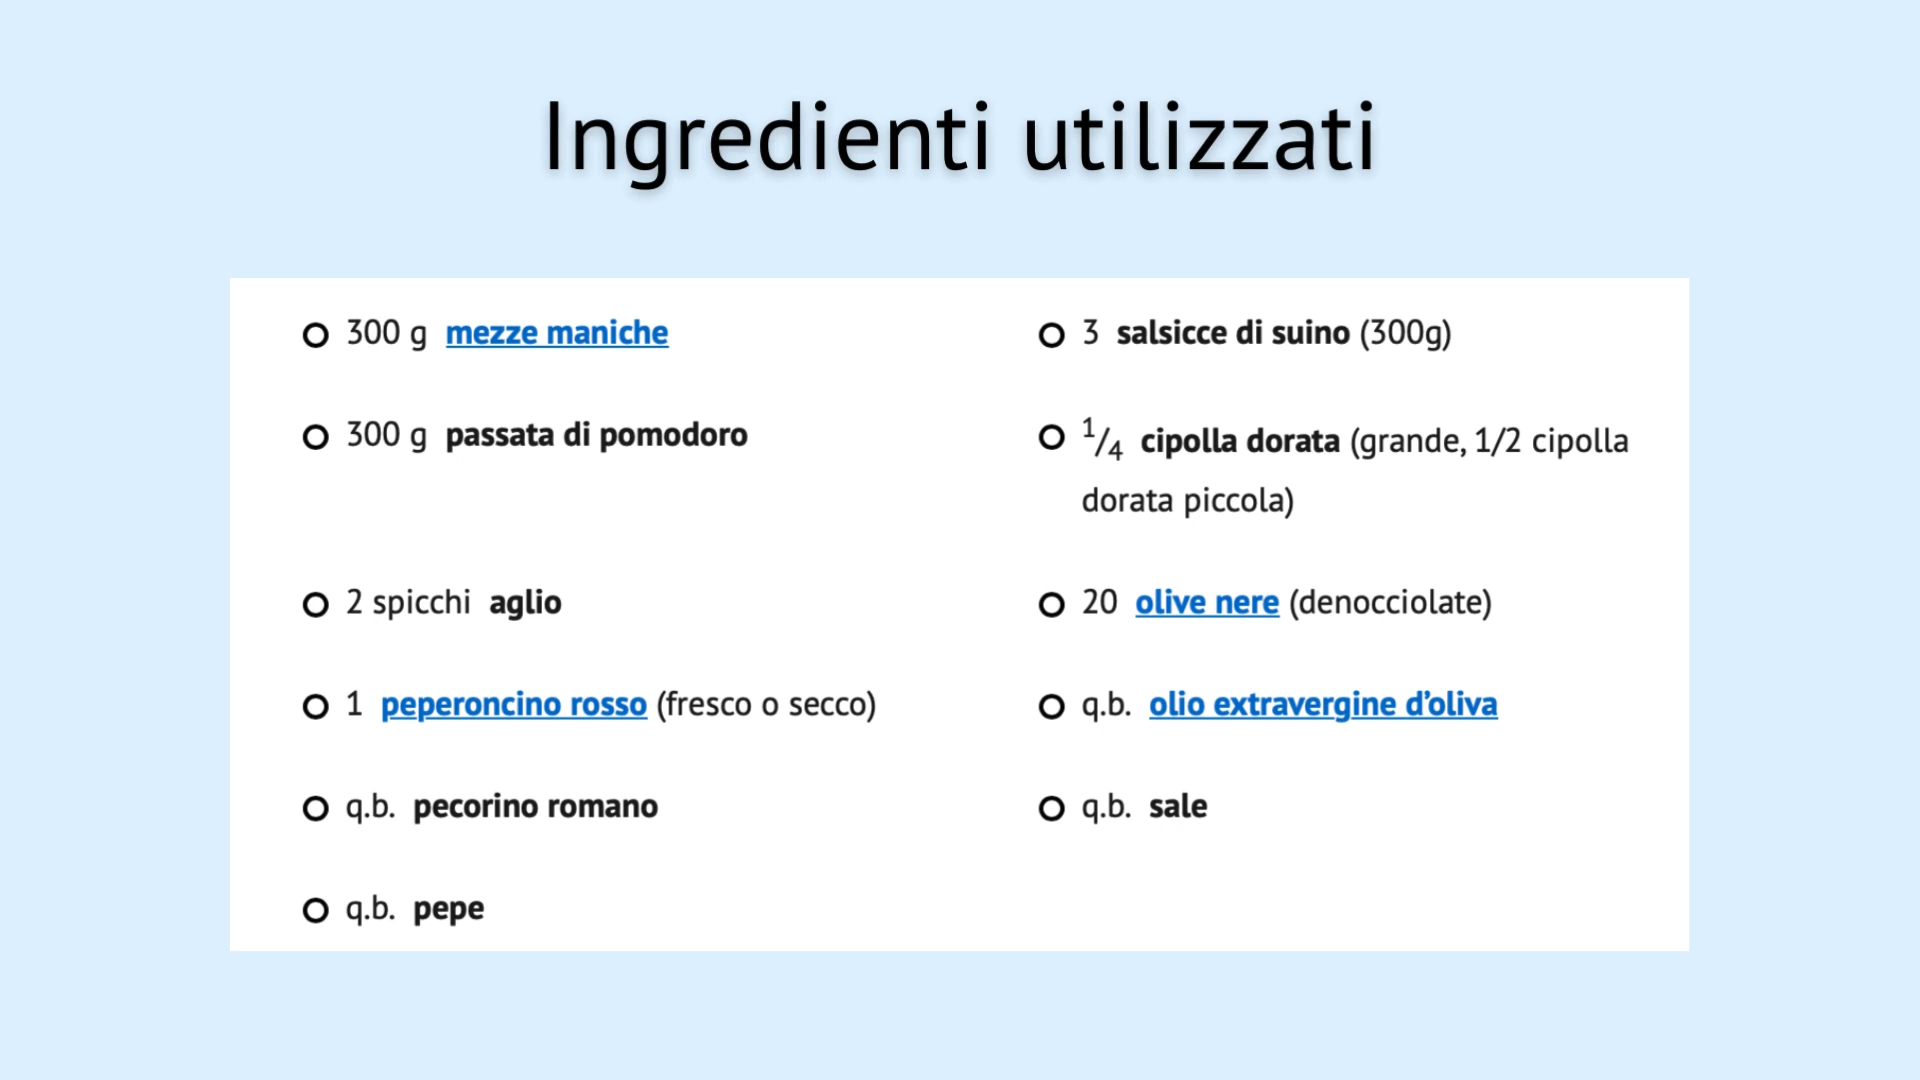 Ingredienti utilizzati
300 g mezze maniche
3 salsicce di suino (300g)
300 g passata di pomodoro
1/4 cipolla dorata (grande, 1/2 cipolla
dorata piccola)
2 spicchi aglio
20 olive nere (denocciolate)
1 peperoncino rosso (fresco o secco)
q.b. olio extravergine d’oliva
q.b. pecorino romano
q.b. sale
q.b. pepe